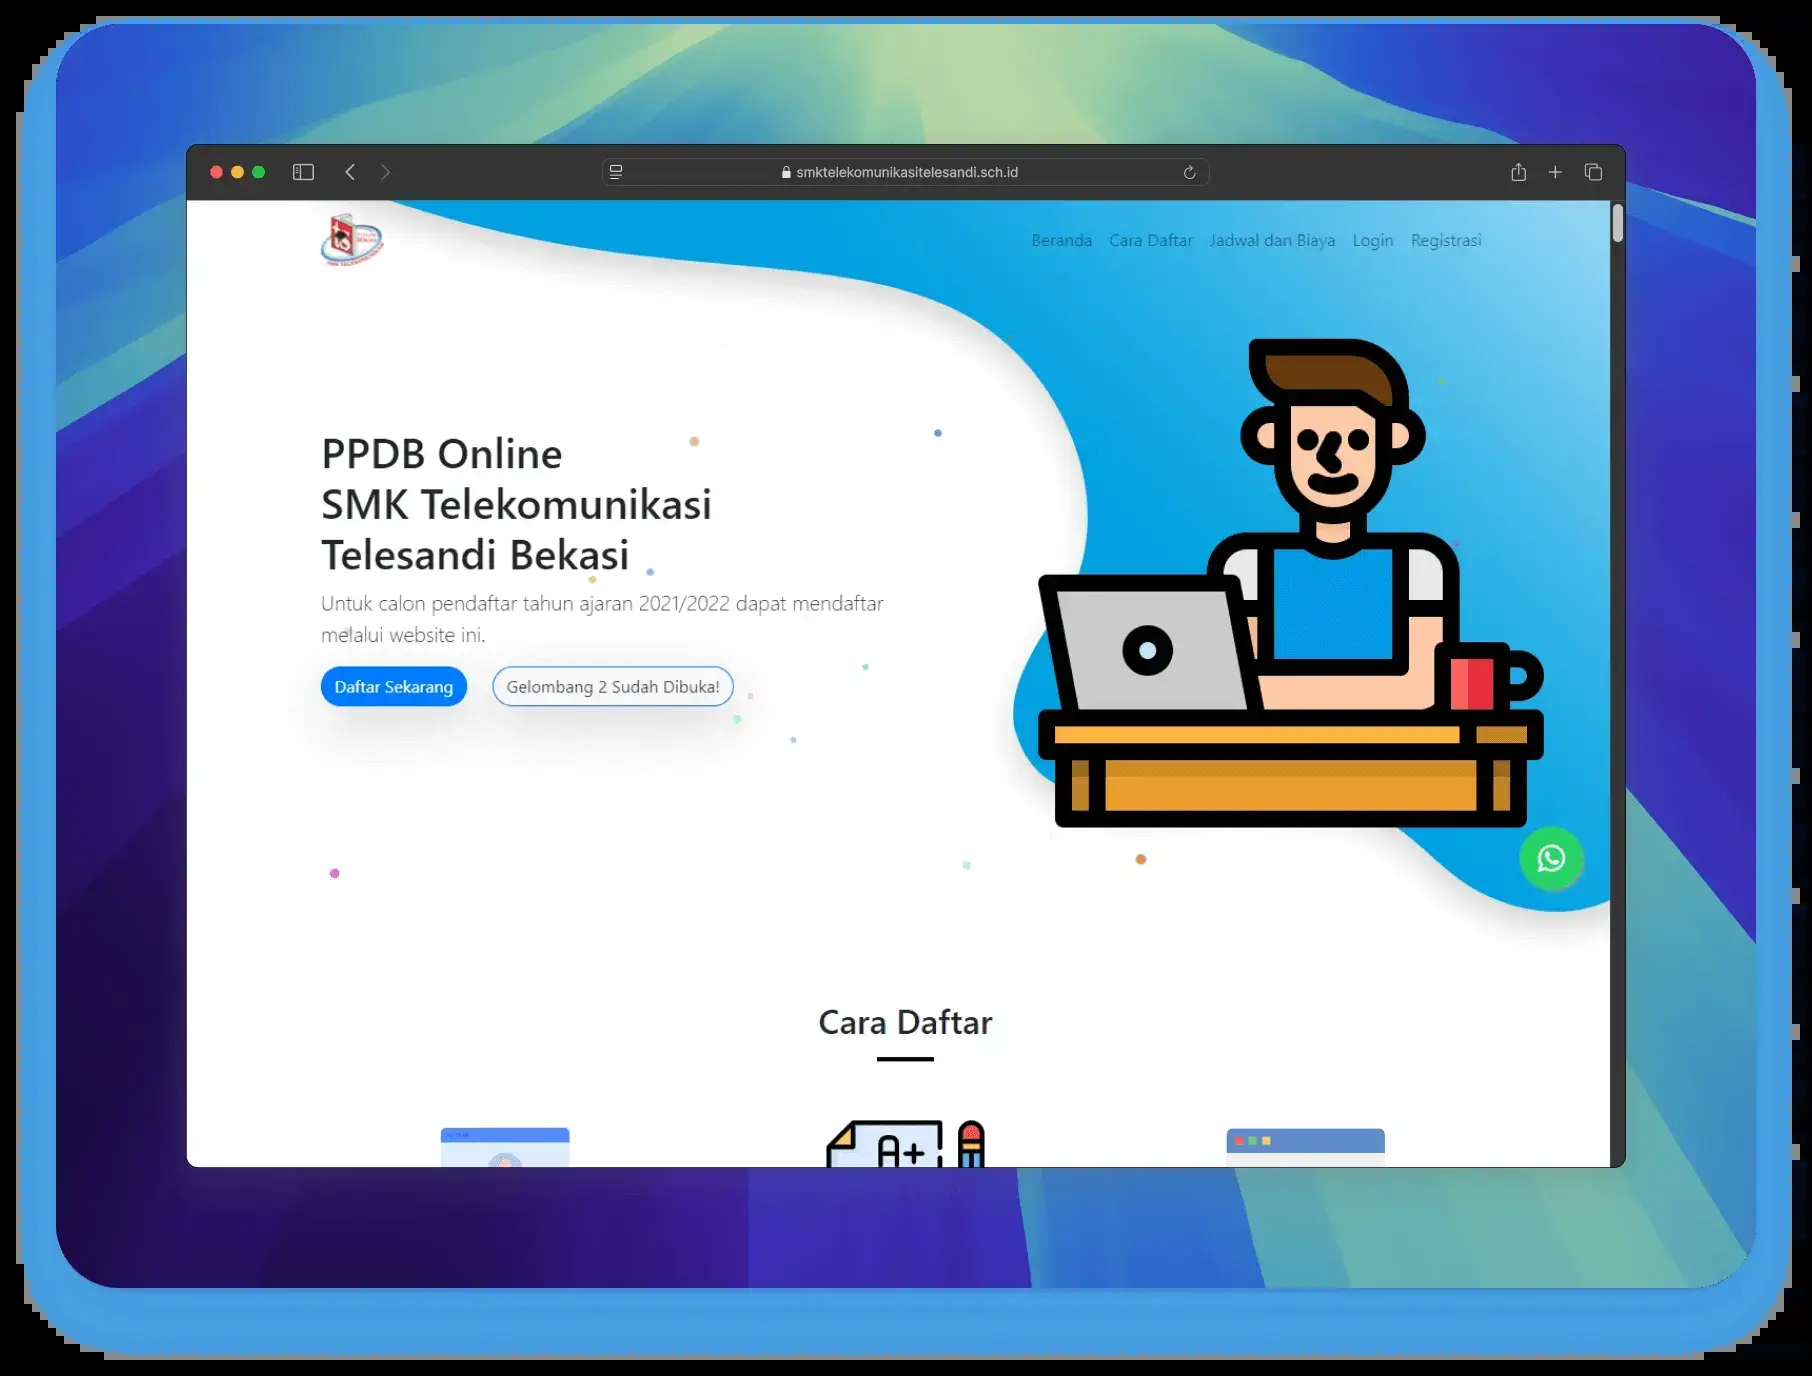 smktelekomunikasitelesandi.sch.id
Beranda Cara Daftar Jadwal dan Biaya Login Registrasi
PPDB Online
SMK Telekomunikasi
Telesandi Bekasi
Untuk calon pendaftar tahun ajaran 2021/2022 dapat mendaftar
melalui website ini.
Daftar Sekarang Gelombang 2 Sudah Dibuka!
Cara Daftar
A+